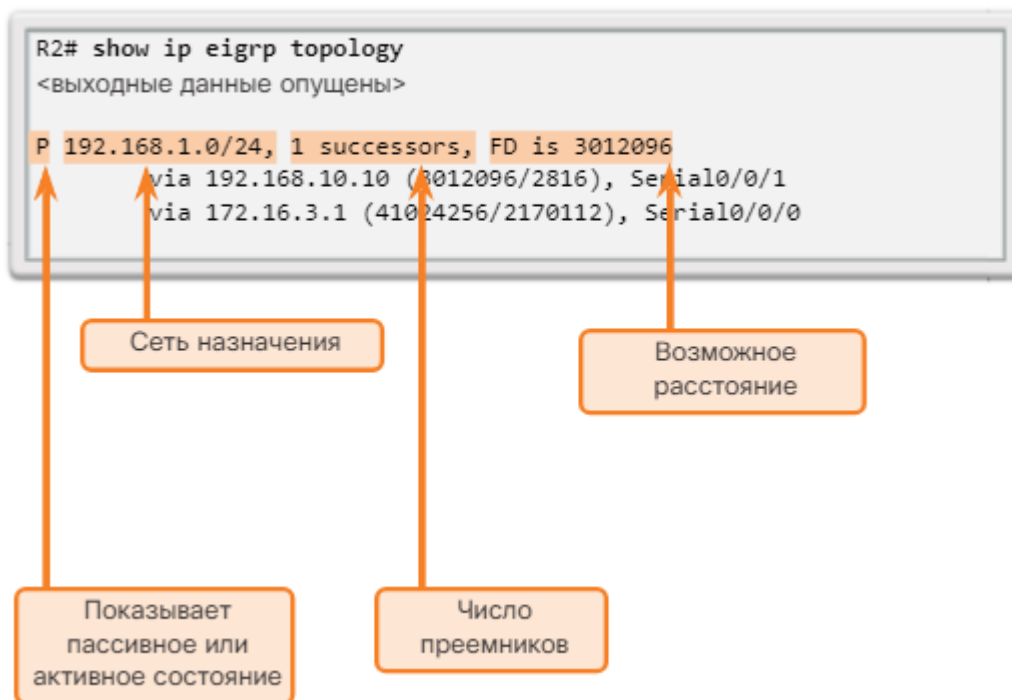 R2# show ip eigrp topology
<выходные данные опущены>
P 192.168.1.0/24, 1 successors, FD is 3012096
via 192.168.10.10 (3012096/2816), Serial0/0/1
via 172.16.3.1 (41024256/2170112), Serial0/0/0
Сеть назначения
Возможное
расстояние
Показывает
пассивное или
активное состояние
Число
преемников